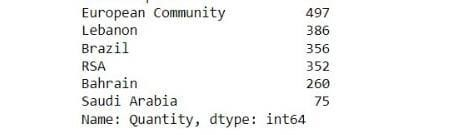 European Community 497
Lebanon 386
Brazil 356
RSA 352
Bahrain 260
Saudi Arabia 75
Name: Quantity, dtype: int64